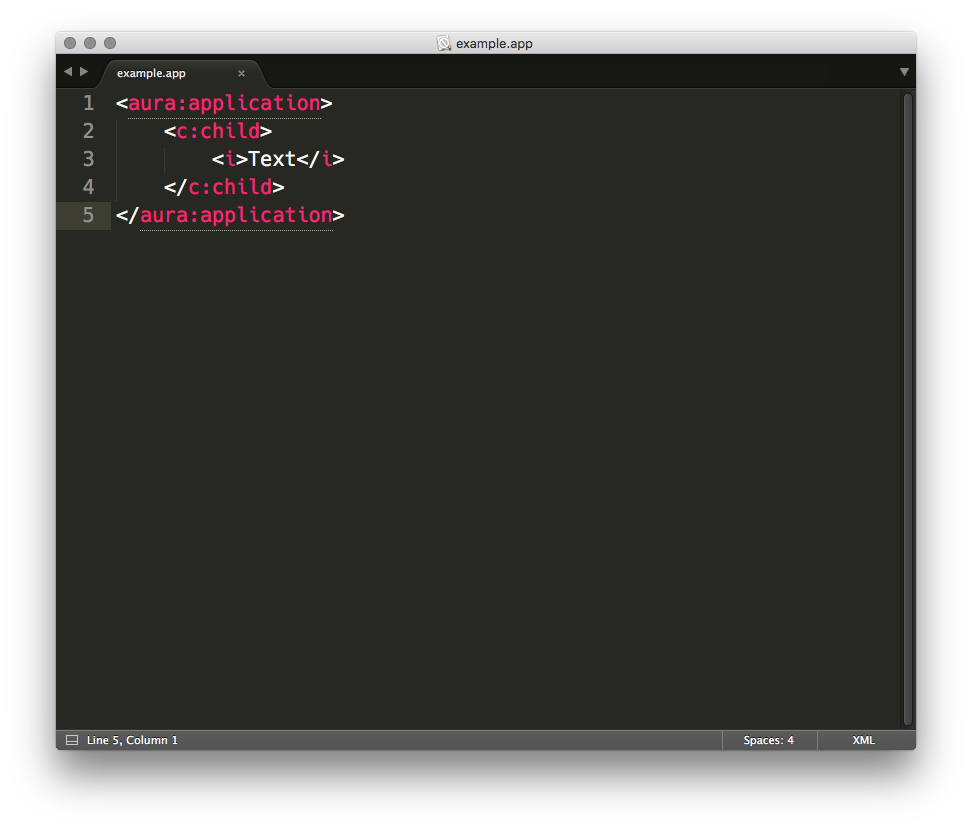 example.app
example.app ×
1 <aura:application>
2     <c:child>
3         <i>Text</i>
4     </c:child>
5 </aura:application>
Line 5, Column 1 Spaces: 4 XML